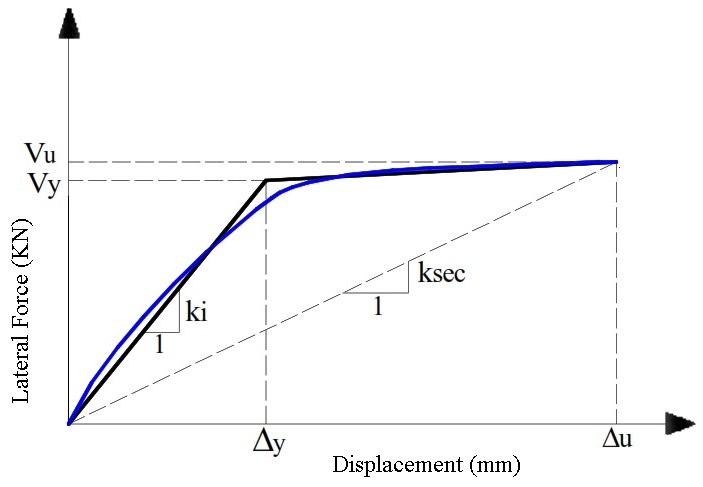 Vu
Vy
Lateral Force (KN)
ki
1
ksec
1
Δy
Δu
Displacement (mm)